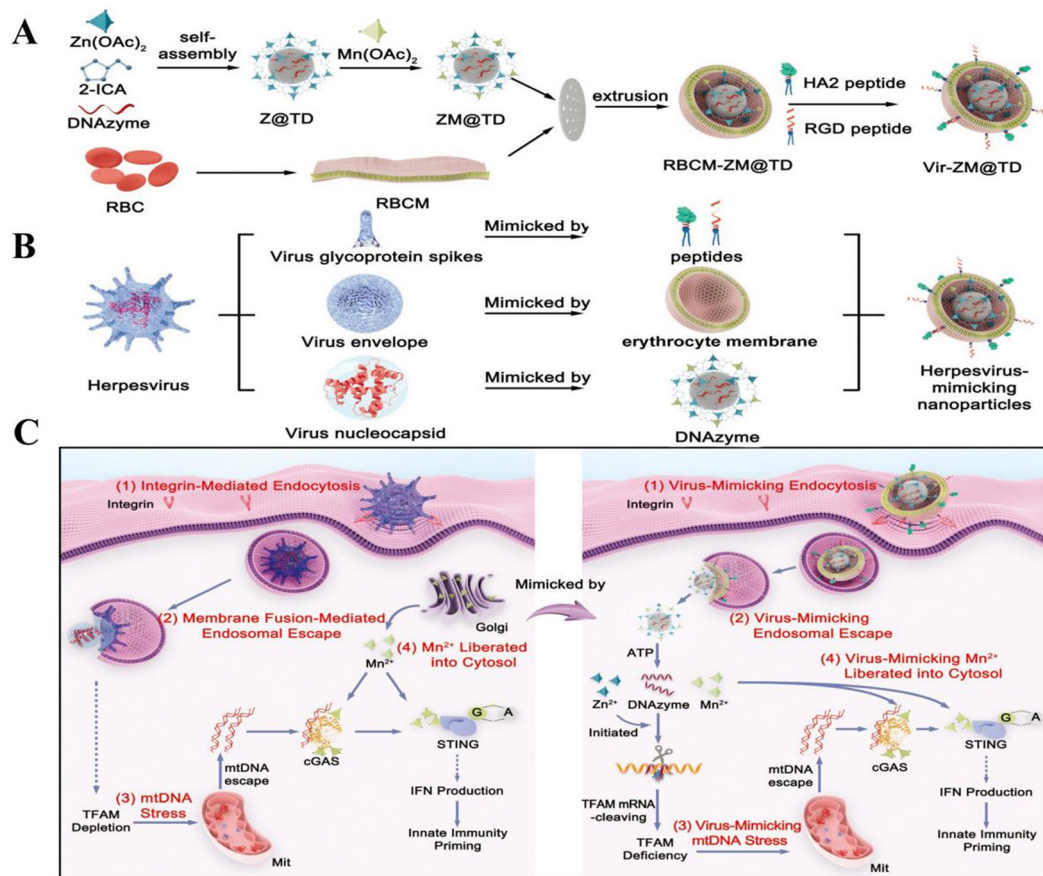 A
Zn(OAc)2
2-ICA
DNAzyme
self-
assembly
Z@TD
Mn(OAc)2
ZM@TD
RBC
RBCM
extrusion
RBCM-ZM@TD
HA2 peptide
RGD peptide
Vir-ZM@TD
B
Herpesvirus
Virus glycoprotein spikes
Mimicked by
peptides
Virus envelope
Mimicked by
erythrocyte membrane
Virus nucleocapsid
Mimicked by
DNAzyme
Herpesvirus-
mimicking
nanoparticles
C
(1) Integrin-Mediated Endocytosis
Integrin
(2) Membrane Fusion-Mediated
Endosomal Escape
Golgi
Mn2+
(4) Mn2+ Liberated
into Cytosol
G
A
STING
cGAS
mtDNA
escape
(3) mtDNA
Stress
TFAM
Depletion
Mit
IFN Production
Innate Immunity
Priming
Mimicked by
(1) Virus-Mimicking Endocytosis
Integrin
(2) Virus-Mimicking
Endosomal Escape
ATP
(4) Virus-Mimicking Mn2+
Liberated into Cytosol
Zn2+
DNAzyme
Mn2+
Initiated
G
A
STING
cGAS
mtDNA
escape
TFAM mRNA
-cleaving
(3) Virus-Mimicking
mtDNA Stress
TFAM
Deficiency
Mit
IFN Production
Innate Immunity
Priming